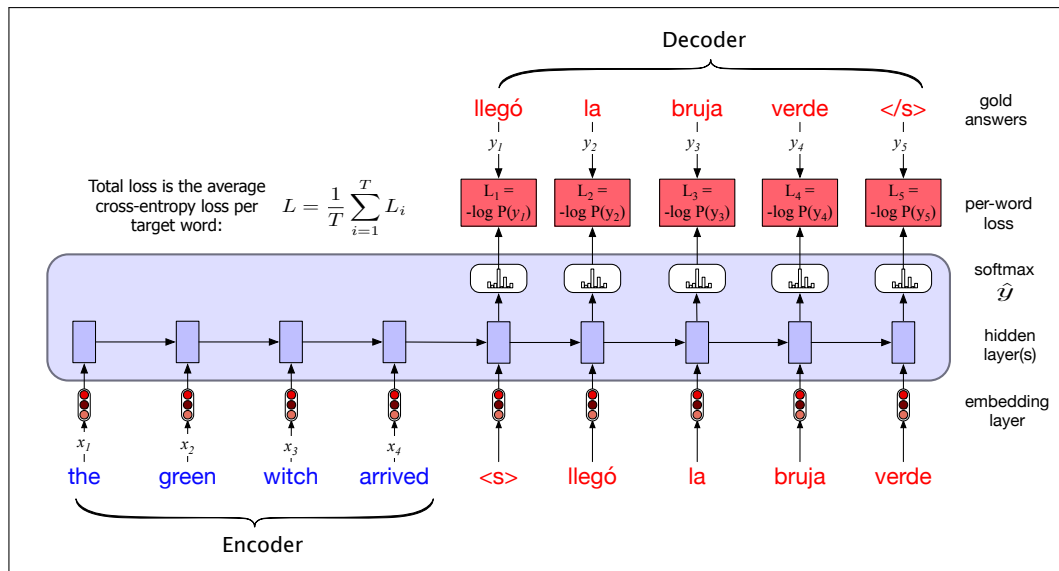 Decoder
llegó la bruja verde </s> gold answers
y1 y2 y3 y4 y5
Total loss is the average cross-entropy loss per target word:
L = 1/T ∑_{i=1}^{T} L_i
L1 = -log P(y1) L2 = -log P(y2) L3 = -log P(y3) L4 = -log P(y4) L5 = -log P(y5) per-word loss
softmax
ŷ
hidden layer(s)
embedding layer
x1 x2 x3 x4
the green witch arrived <s> llegó la bruja verde
Encoder